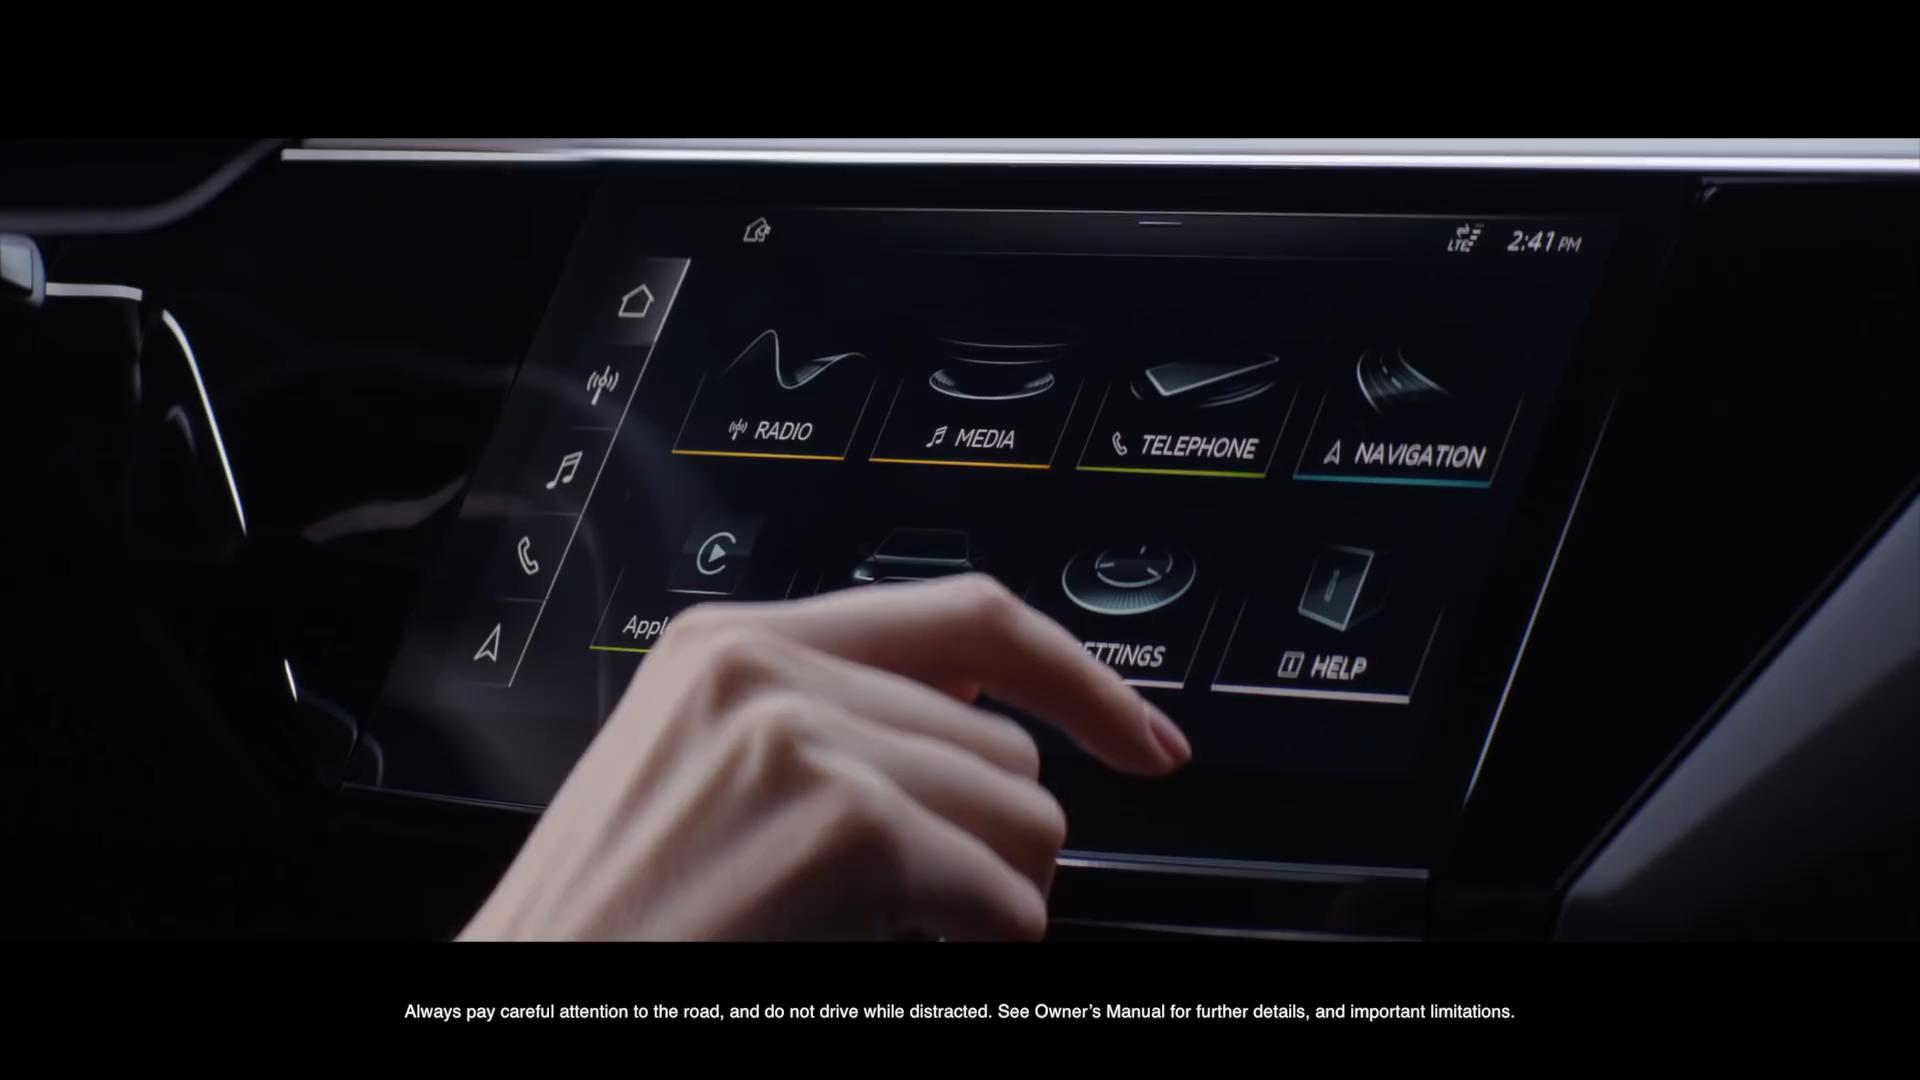 LTE 2:41 PM
RADIO MEDIA TELEPHONE NAVIGATION
HELP
Always pay careful attention to the road, and do not drive while distracted. See Owner's Manual for further details, and important limitations.